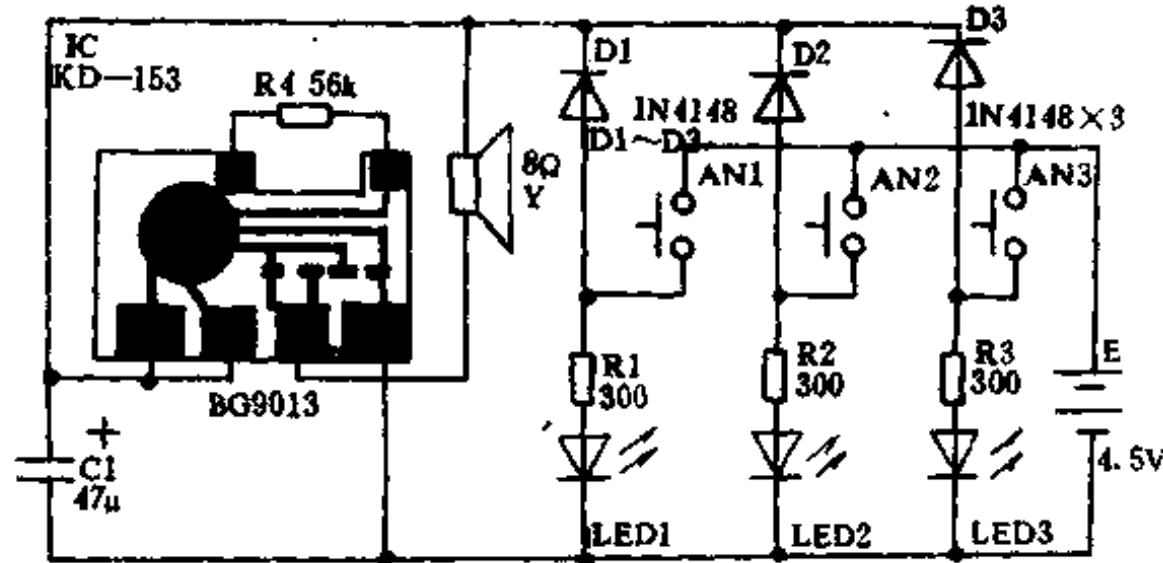 IC
KD-153
R4 56k
BG9013
+
C1
47μ
8Ω
Y
D1
1N4148
D1~D3
D2
D3
1N4148×3
AN1
AN2
AN3
R1
300
R2
300
R3
300
E
4.5V
LED1
LED2
LED3